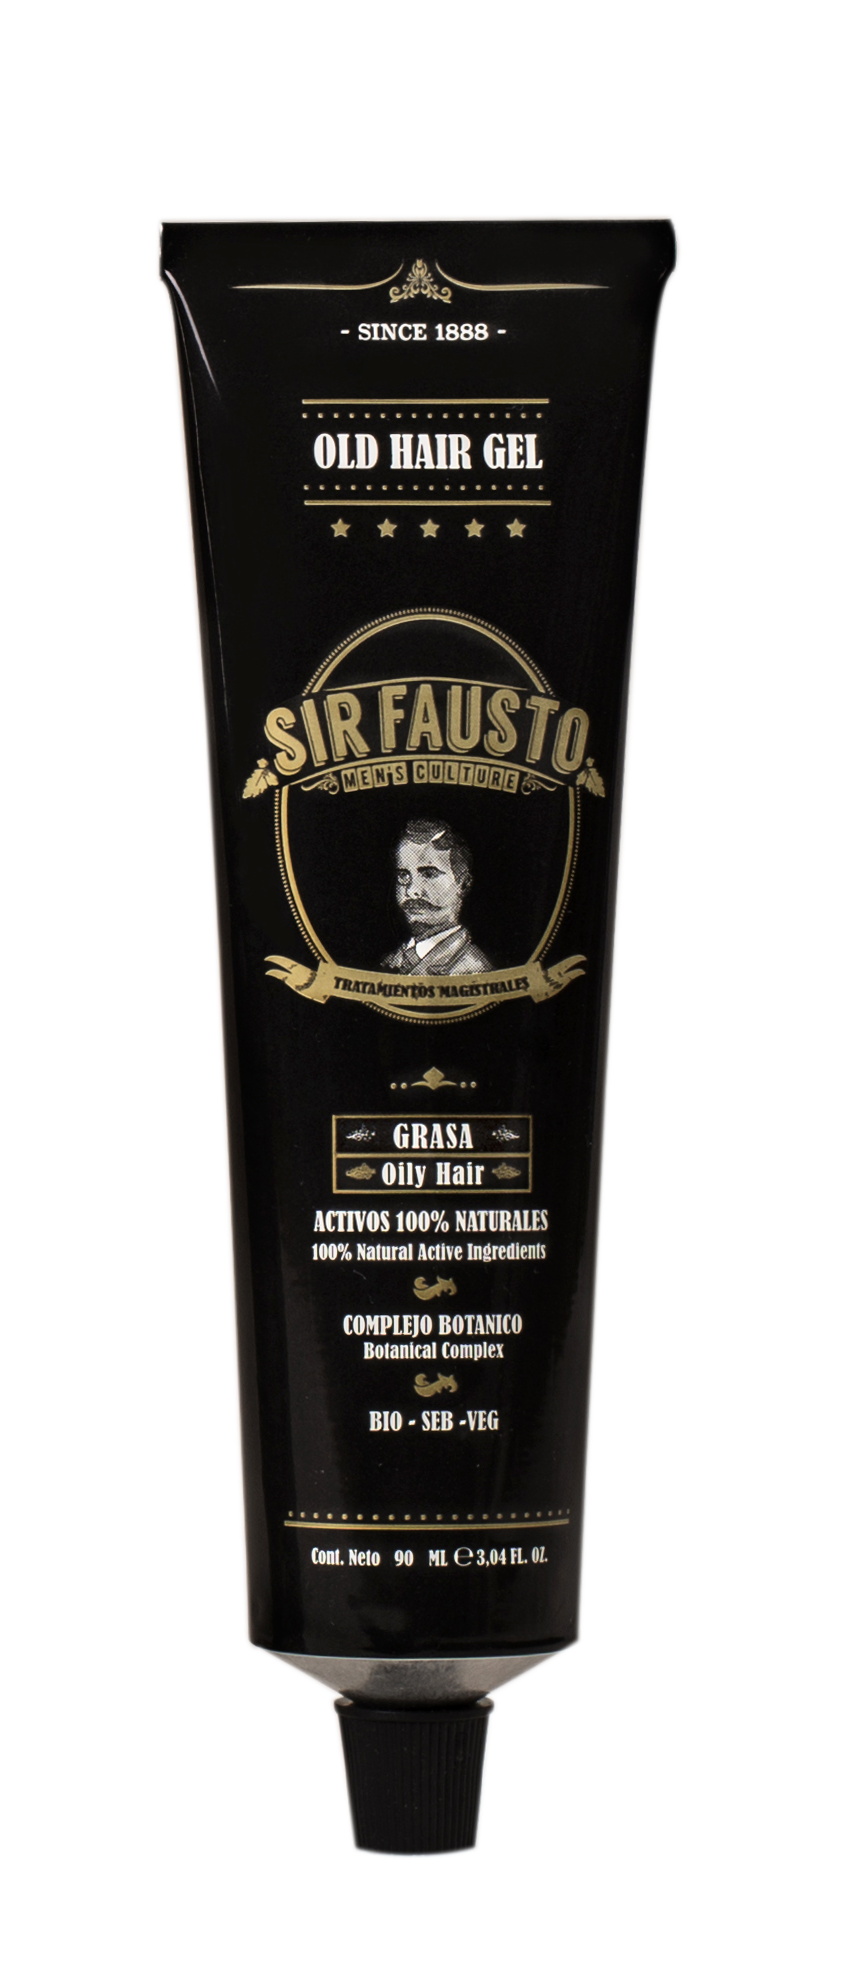 - SINCE 1888 -
OLD HAIR GEL
SIR FAUSTO
MEN'S CULTURE
TRATAMIENTOS MAGISTRALES
GRASA
Oily Hair
ACTIVOS 100% NATURALES
100% Natural Active Ingredients
COMPLEJO BOTANICO
Botanical Complex
BIO - SEB -VEG
Cont. Neto 90 ML ℮ 3,04 FL. OZ.